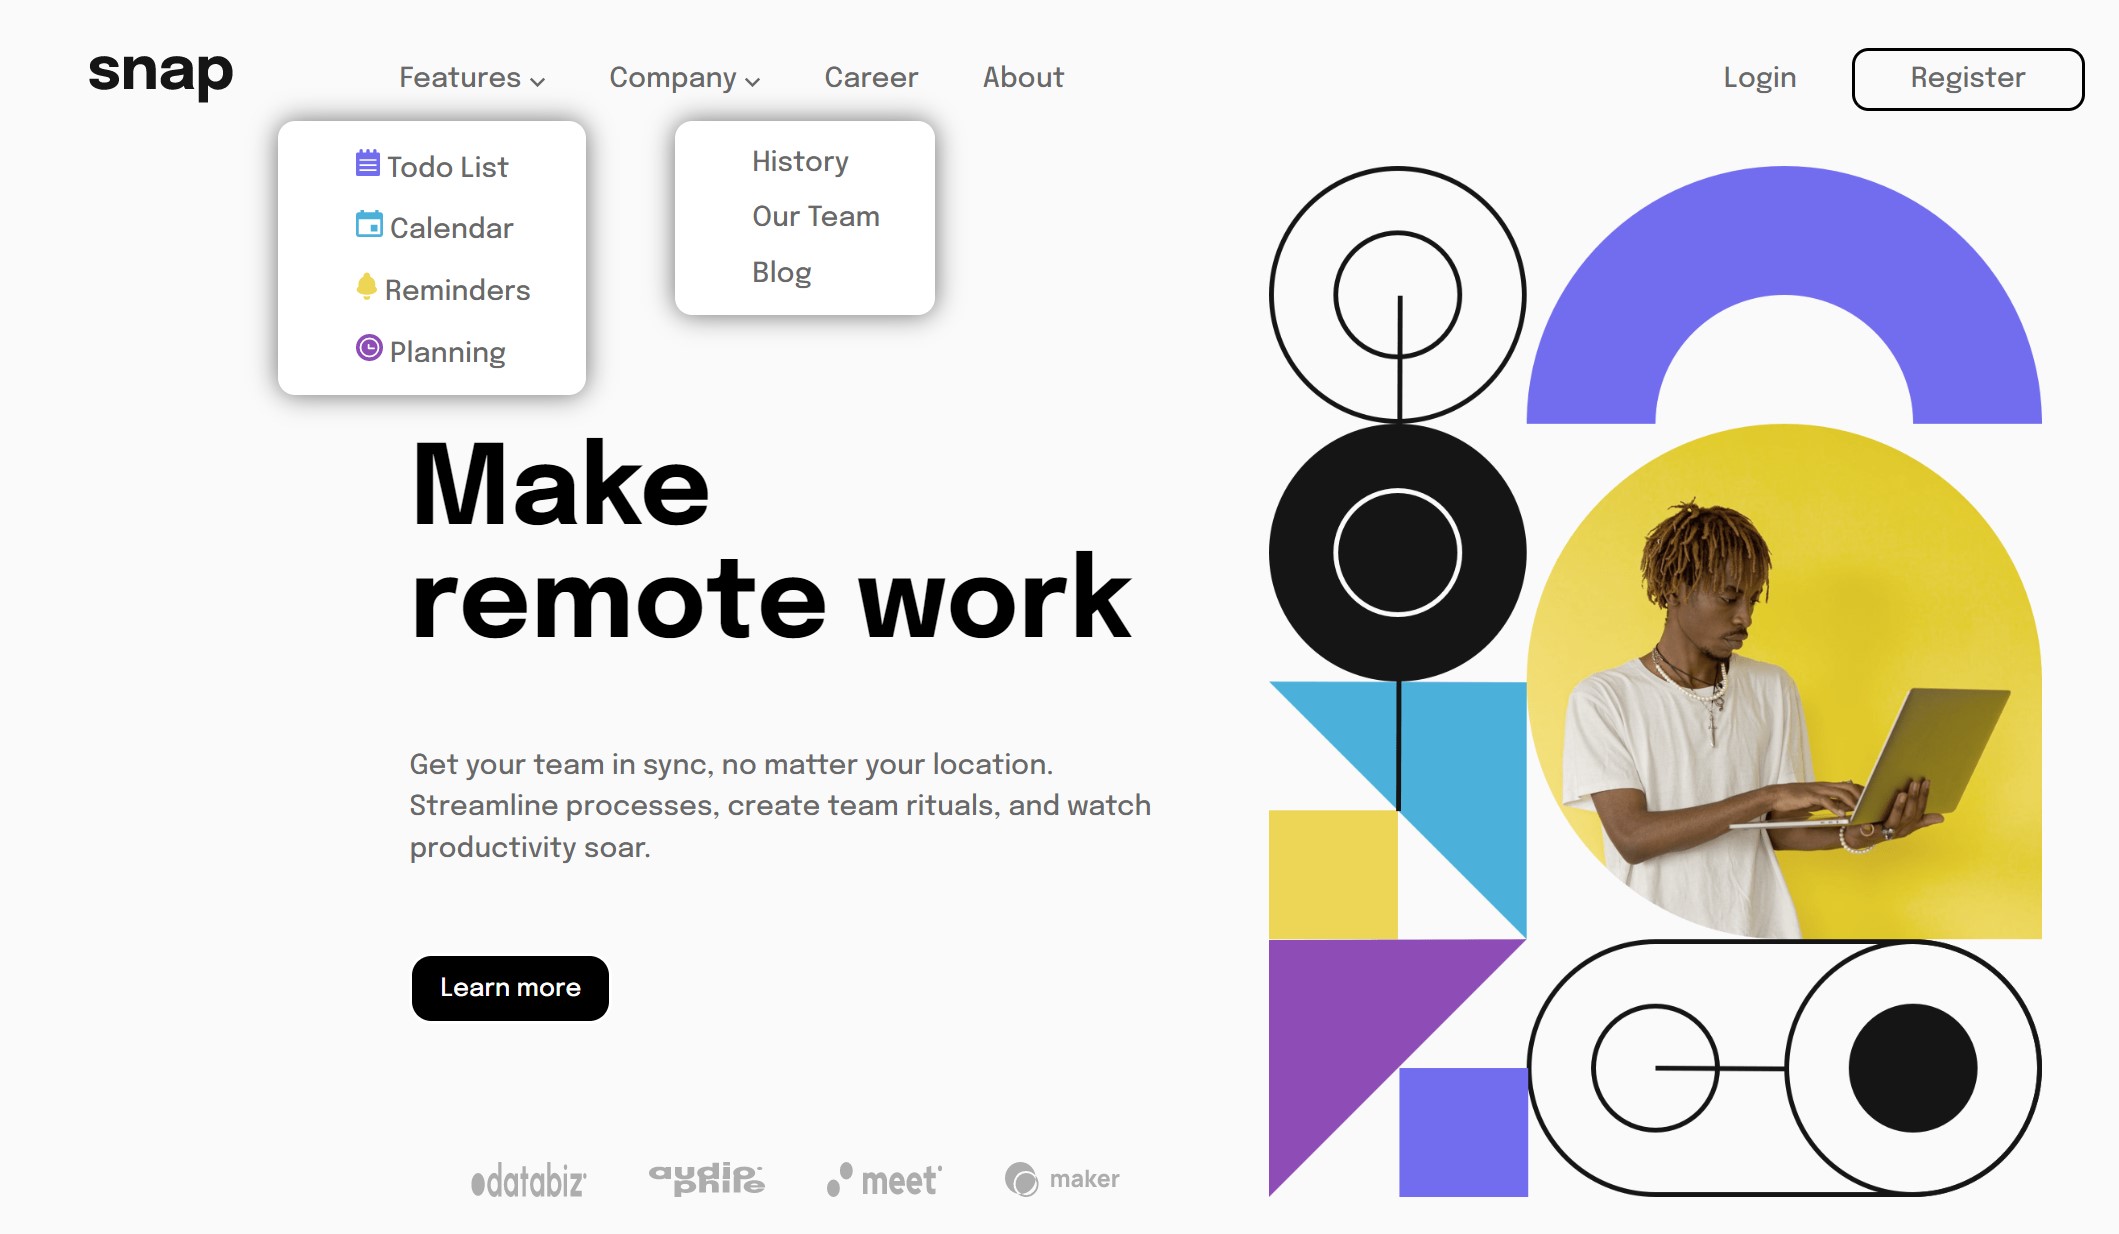 snap
Features
Company
Career
About
Login
Register
Todo List
Calendar
Reminders
Planning
History
Our Team
Blog
Make
remote work
Get your team in sync, no matter your location.
Streamline processes, create team rituals, and watch
productivity soar.
Learn more
databiz
audio
phile
meet
maker